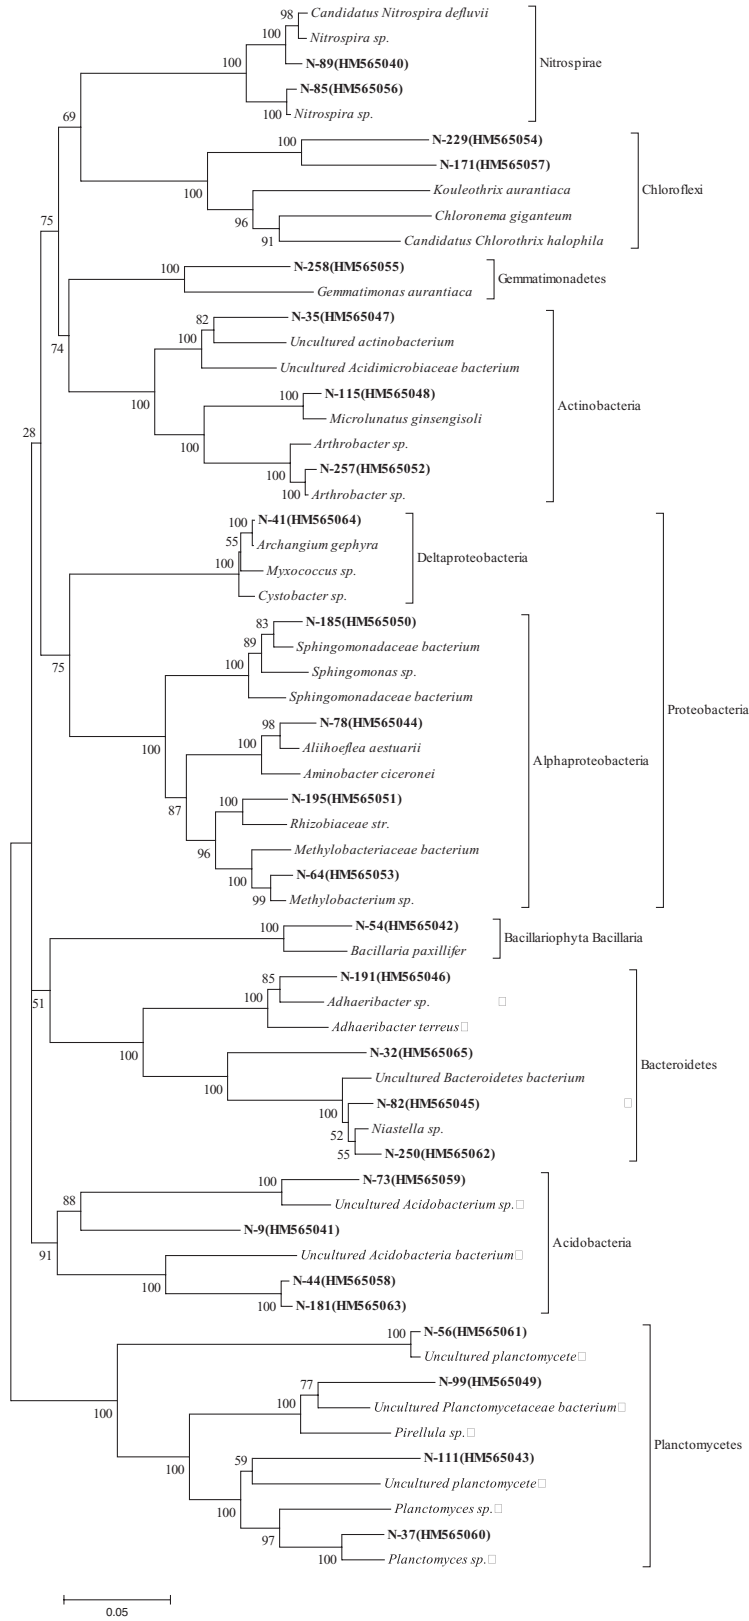 98
Candidatus Nitrospira defluvii
100
Nitrospira sp.
100
N-89(HM565040)
Nitrospirae
N-85(HM565056)
100
Nitrospira sp.
69
100
N-229(HM565054)
N-171(HM565057)
100
Kouleothrix aurantiaca
Chloroflexi
96
Chloronema giganteum
91
Candidatus Chlorothrix halophila
75
100
N-258(HM565055)
Gemmatimonas aurantiaca
Gemmatimonadetes
74
82
N-35(HM565047)
100
Uncultured actinobacterium
Uncultured Acidimicrobiaceae bacterium
100
100
N-115(HM565048)
Microlunatus ginsengisoli
Actinobacteria
100
Arthrobacter sp.
100
N-257(HM565052)
100
Arthrobacter sp.
28
100
N-41(HM565064)
55
Archangium gephyra
100
Myxococcus sp.
Cystobacter sp.
Deltaproteobacteria
75
83
N-185(HM565050)
89
Sphingomonadaceae bacterium
100
Sphingomonas sp.
Sphingomonadaceae bacterium
100
98
N-78(HM565044)
100
Aliihoeflea aestuarii
Aminobacter ciceronei
Alphaproteobacteria
Proteobacteria
87
100
N-195(HM565051)
Rhizobiaceae str.
96
Methylobacteriaceae bacterium
100
N-64(HM565053)
99
Methylobacterium sp.
100
N-54(HM565042)
Bacillaria paxillifer
Bacillariophyta Bacillaria
51
85
N-191(HM565046)
100
Adhaeribacter sp.
Adhaeribacter terreus
100
N-32(HM565065)
100
Uncultured Bacteroidetes bacterium
Bacteroidetes
100
N-82(HM565045)
52
Niastella sp.
55
N-250(HM565062)
100
N-73(HM565059)
88
Uncultured Acidobacterium sp.
N-9(HM565041)
91
Uncultured Acidobacteria bacterium
Acidobacteria
100
N-44(HM565058)
100
N-181(HM565063)
100
N-56(HM565061)
Uncultured planctomycete
100
77
N-99(HM565049)
100
Uncultured Planctomycetaceae bacterium
Pirellula sp.
100
59
N-111(HM565043)
Uncultured planctomycete
Planctomycetes
100
Planctomyces sp.
97
N-37(HM565060)
100
Planctomyces sp.
0.05